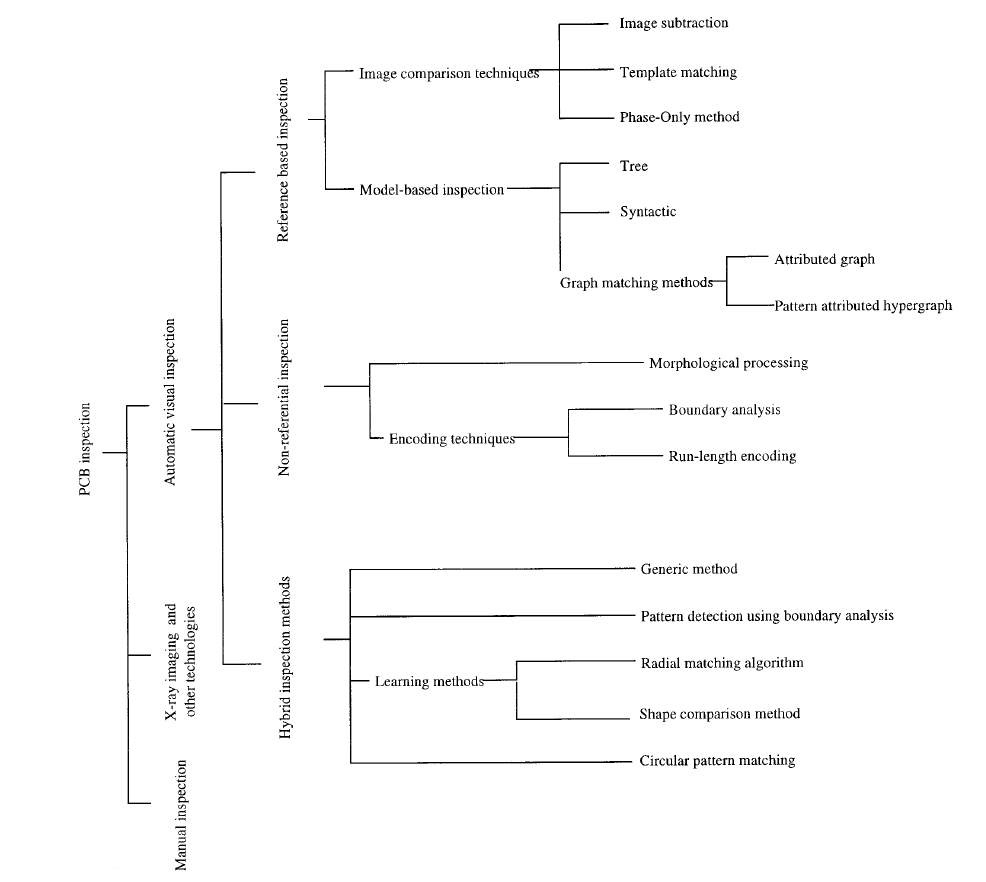 PCB inspection
Automatic visual inspection
Reference based inspection
Image comparison techniques
Image subtraction
Template matching
Phase-Only method
Model-based inspection
Tree
Syntactic
Graph matching methods
Attributed graph
Pattern attributed hypergraph
Non-referential inspection
Morphological processing
Encoding techniques
Boundary analysis
Run-length encoding
Hybrid inspection methods
Generic method
Pattern detection using boundary analysis
Learning methods
Radial matching algorithm
Shape comparison method
Circular pattern matching
X-ray imaging and
other technologies
Manual inspection